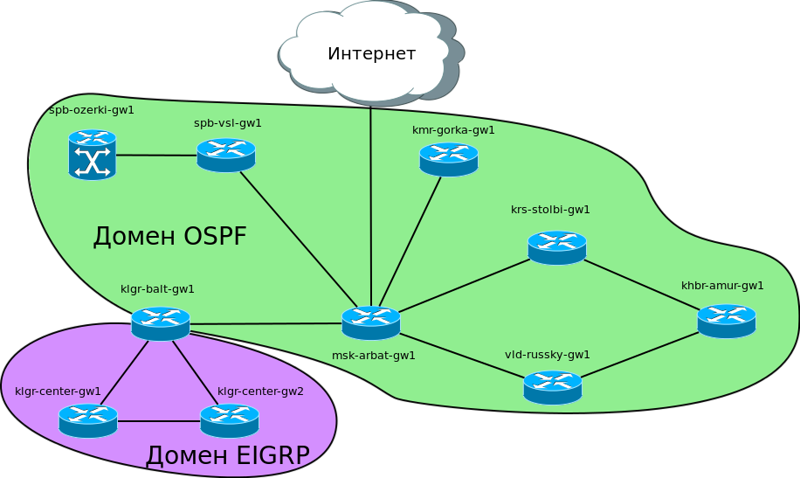 Интернет
spb-ozerki-gw1
spb-vsl-gw1
kmr-gorka-gw1
krs-stolbi-gw1
Домен OSPF
klgr-balt-gw1
khbr-amur-gw1
msk-arbat-gw1
vld-russky-gw1
klgr-center-gw1
klgr-center-gw2
Домен EIGRP